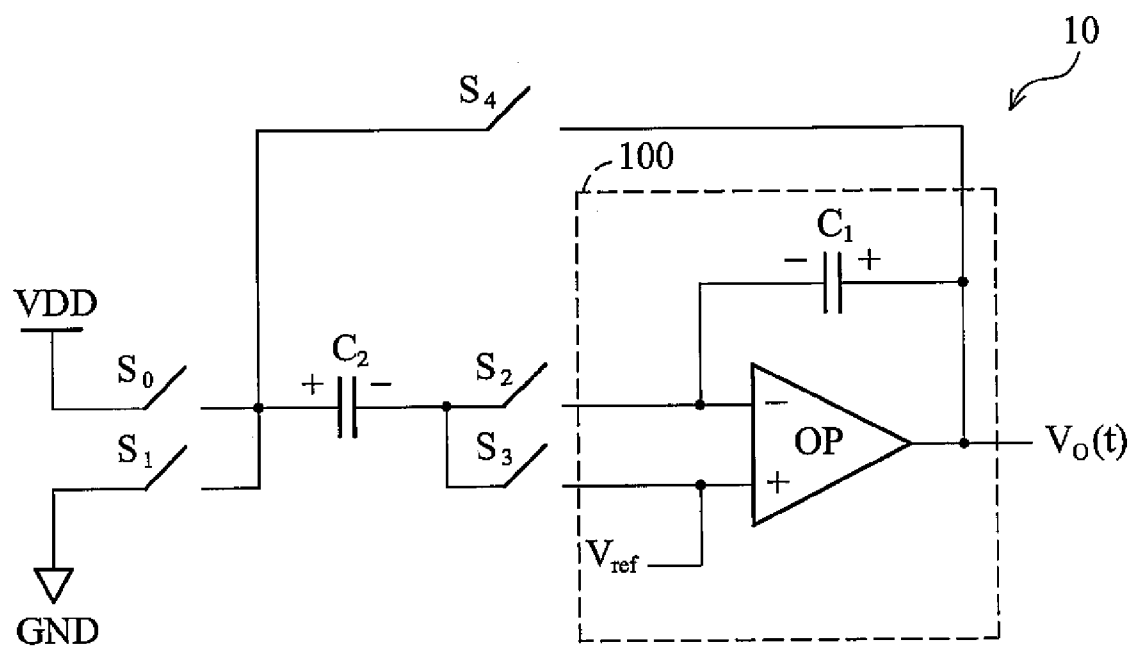 10
S4
100
C1
− +
VDD
C2
S0
+ −
S2
−
OP
VO(t)
S1
S3
+
Vref
GND